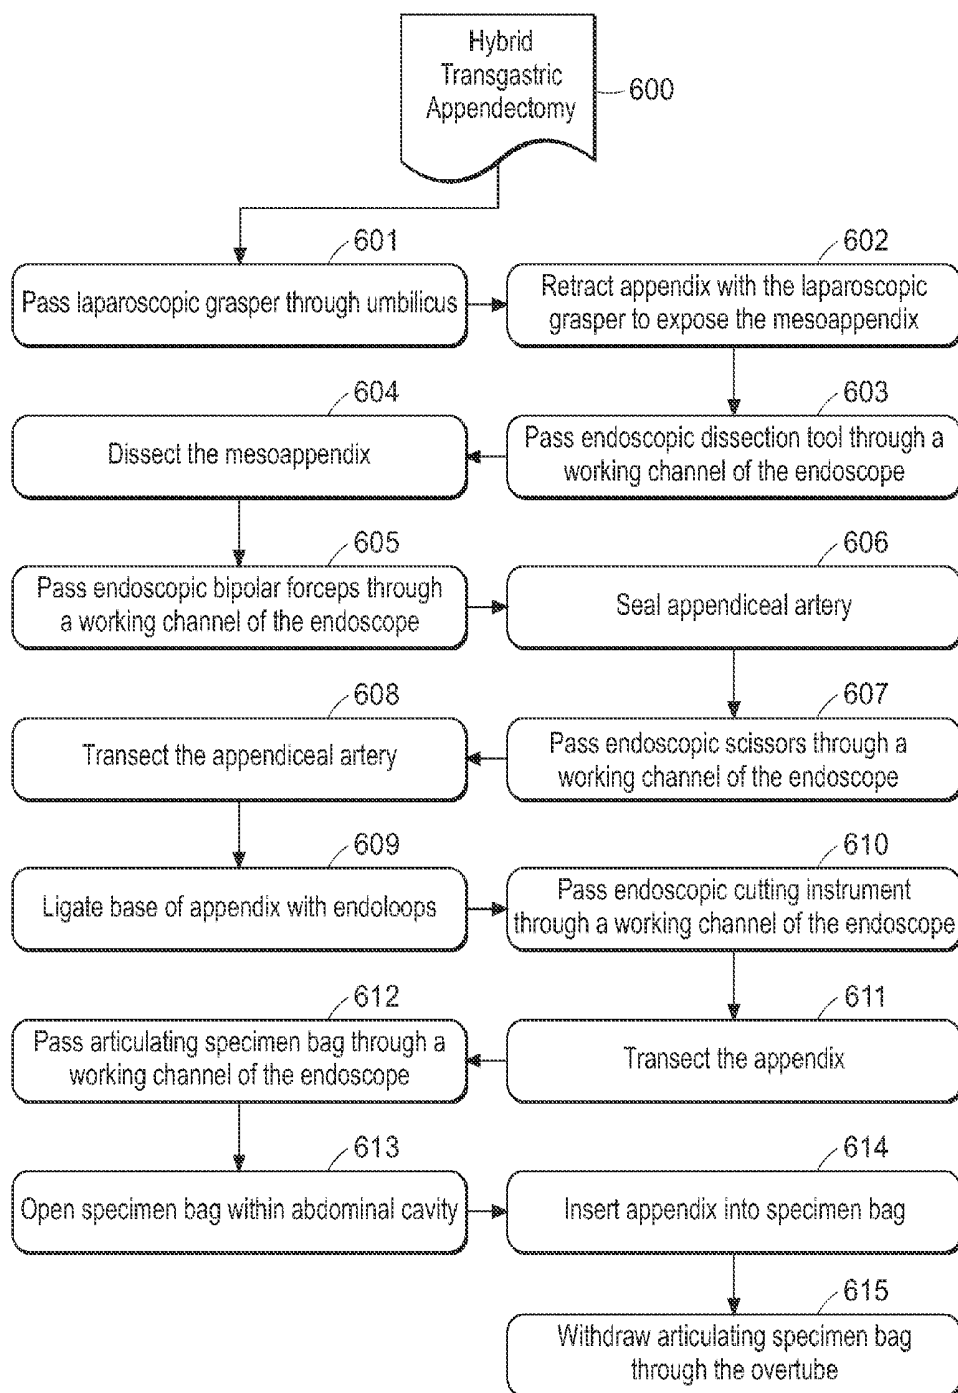 Hybrid
Transgastric
Appendectomy
600
601
Pass laparoscopic grasper through umbilicus
602
Retract appendix with the laparoscopic
grasper to expose the mesoappendix
603
Pass endoscopic dissection tool through a
working channel of the endoscope
604
Dissect the mesoappendix
605
Pass endoscopic bipolar forceps through
a working channel of the endoscope
606
Seal appendiceal artery
607
Pass endoscopic scissors through a
working channel of the endoscope
608
Transect the appendiceal artery
609
Ligate base of appendix with endoloops
610
Pass endoscopic cutting instrument
through a working channel of the endoscope
611
Transect the appendix
612
Pass articulating specimen bag through a
working channel of the endoscope
613
Open specimen bag within abdominal cavity
614
Insert appendix into specimen bag
615
Withdraw articulating specimen bag
through the overtube